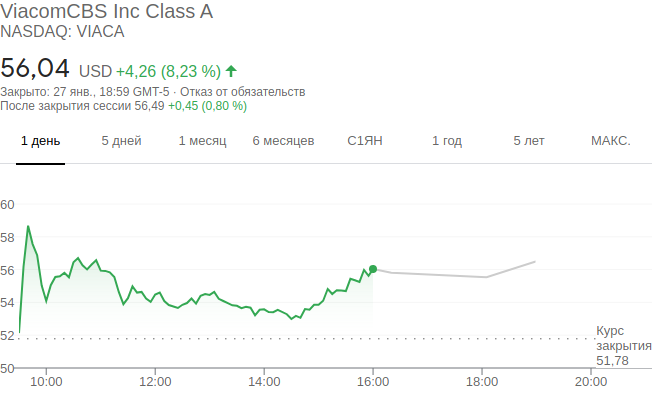 ViacomCBS Inc Class A
NASDAQ: VIACA
56,04 USD +4,26 (8,23 %)
Закрыто: 27 янв., 18:59 GMT-5 · Отказ от обязательств
После закрытия сессии 56,49 +0,45 (0,80 %)
1 день 5 дней 1 месяц 6 месяцев С1ЯН 1 год 5 лет МАКС.
60
58
56
54
52
Курс
закрытия
51,78
50
10:00 12:00 14:00 16:00 18:00 20:00